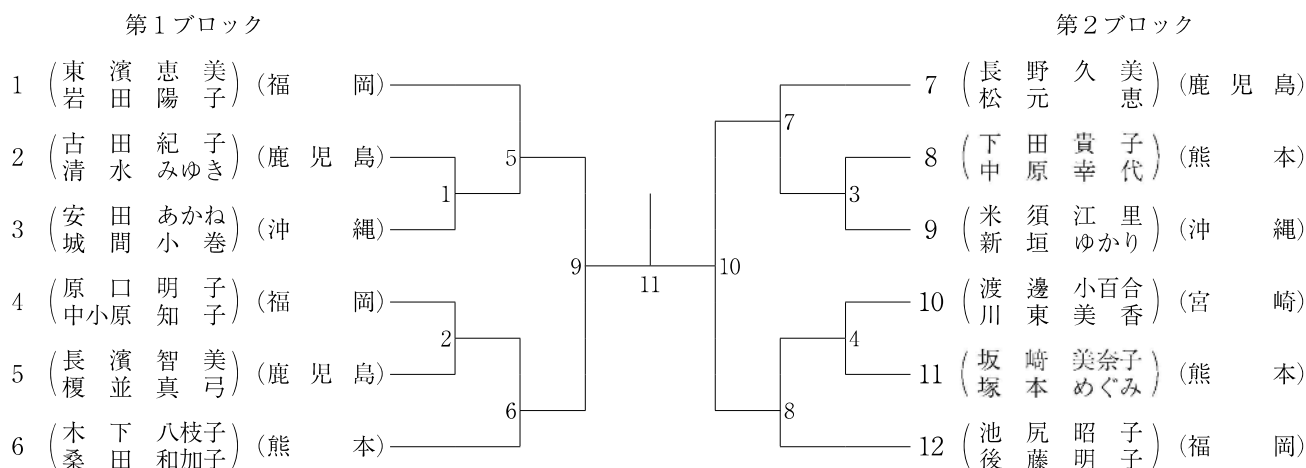 第1ブロック
1 (東濱恵美 岩田陽子) (福岡)
2 (古田紀子 清水みゆき) (鹿児島)
3 (安田あかね 城間小巻) (沖縄)
4 (原口明子 中小原知子) (福岡)
5 (長濱智美 榎並真弓) (鹿児島)
6 (木下八枝子 桑田和加子) (熊本)
1
2
5
6
9
11
第2ブロック
7 (長野久美 松元恵) (鹿児島)
8 (下田貴子 中原幸代) (熊本)
9 (米須江里 新垣ゆかり) (沖縄)
10 (渡邊小百合 川東美香) (宮崎)
11 (坂﨑美奈子 塚本めぐみ) (熊本)
12 (池尻昭子 後藤明子) (福岡)
7
3
10
4
8